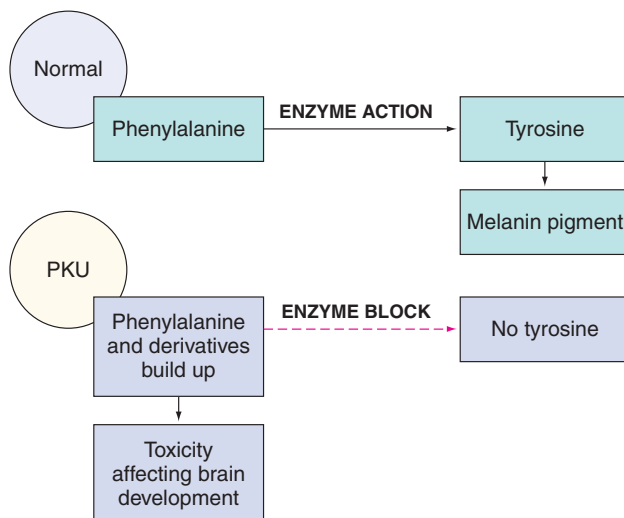 Normal
Phenylalanine
ENZYME ACTION
Tyrosine
Melanin pigment
PKU
Phenylalanine
and derivatives
build up
ENZYME BLOCK
No tyrosine
Toxicity
affecting brain
development